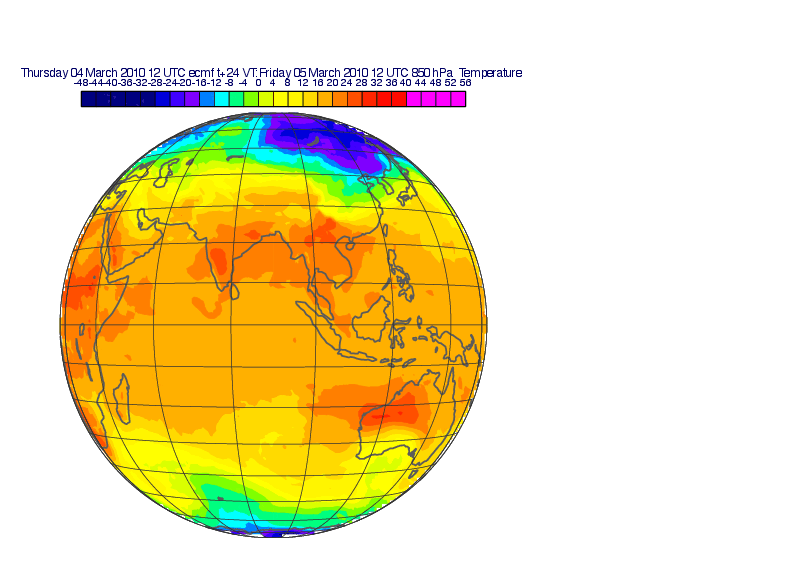 Thursday 04 March 2010 12 UTC ecmf t+24 VT:Friday 05 March 2010 12 UTC 850 hPa Temperature
-48-44-40-36-32-28-24-20-16-12 -8 -4 0 4 8 12 16 20 24 28 32 36 40 44 48 52 56